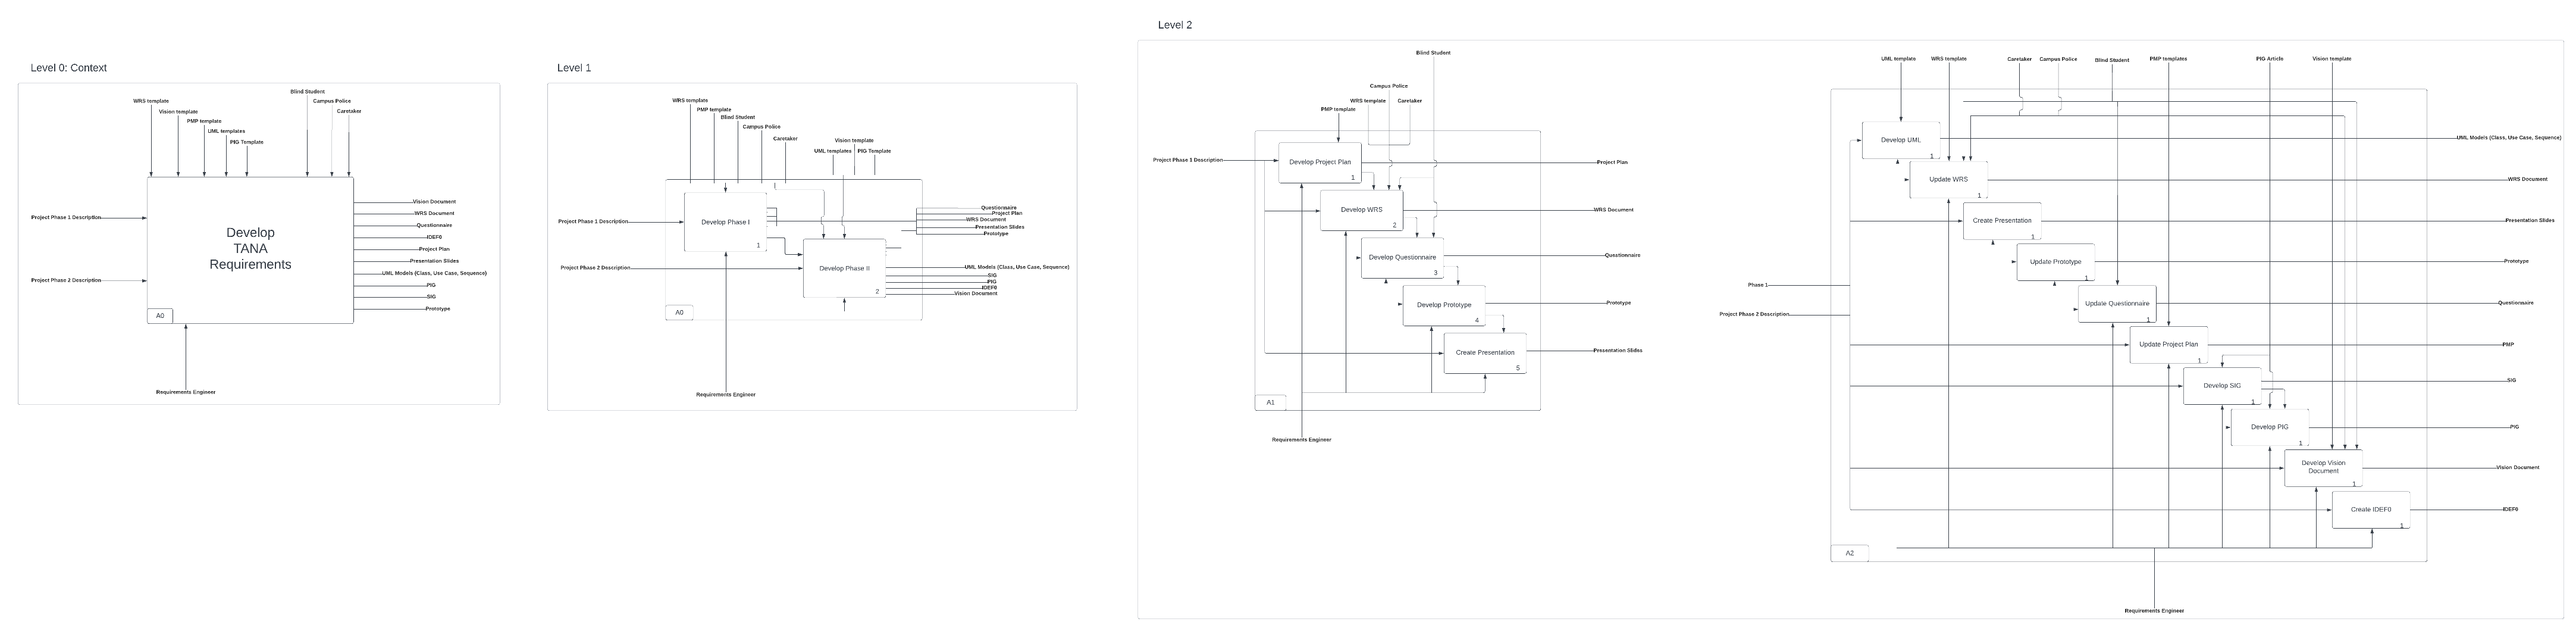 Level 0: Context
Blind Student
WRS template
Campus Police
Vision template
Caretaker
PMP template
UML templates
PIG Template
Project Phase 1 Description
Project Phase 2 Description
Develop
TANA
Requirements
A0
Vision Document
WRS Document
Questionnaire
IDEF0
Project Plan
Presentation Slides
UML Models (Class, Use Case, Sequence)
PIG
SIG
Prototype
Requirements Engineer
Level 1
WRS template
PMP template
Blind Student
Campus Police
Caretaker
Vision template
UML templates
PIG Template
Project Phase 1 Description
Project Phase 2 Description
Develop Phase I
1
Develop Phase II
2
A0
Questionnaire
Project Plan
WRS Document
Presentation Slides
Prototype
UML Models (Class, Use Case, Sequence)
SIG
PIG
IDEF0
Vision Document
Requirements Engineer
Level 2
Blind Student
Campus Police
WRS template
Caretaker
PMP template
Project Phase 1 Description
Develop Project Plan
1
Project Plan
Develop WRS
2
WRS Document
Develop Questionnaire
3
Questionnaire
Develop Prototype
4
Prototype
Create Presentation
5
Presentation Slides
A1
Requirements Engineer
UML template
WRS template
Caretaker
Campus Police
Blind Student
PMP templates
PIG Article
Vision template
Develop UML
1
UML Models (Class, Use Case, Sequence)
Update WRS
1
WRS Document
Create Presentation
1
Presentation Slides
Update Prototype
1
Prototype
Phase 1
Update Questionnaire
1
Questionnaire
Project Phase 2 Description
Update Project Plan
1
PMP
Develop SIG
1
SIG
Develop PIG
1
PIG
Develop Vision
Document
1
Vision Document
Create IDEF0
1
IDEF0
A2
Requirements Engineer